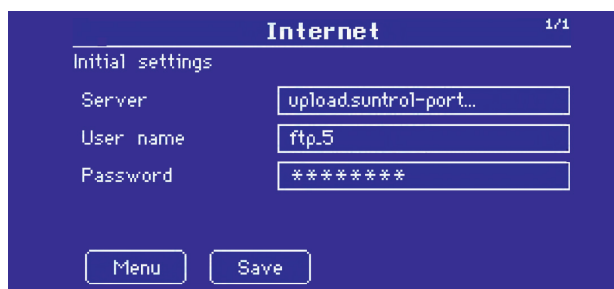 Internet 1/1
Initial settings
Server upload.suntrol-port...
User name ftp_5
Password ********
Menu Save